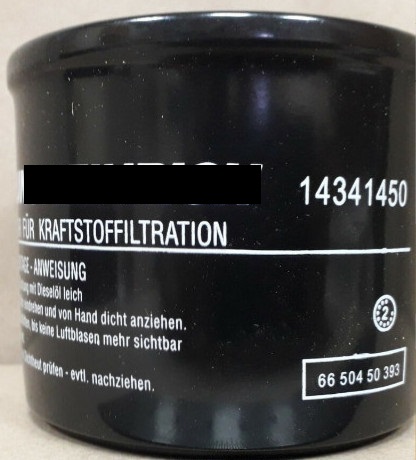 14341450
FÜR KRAFTSTOFFILTRATION
- ANWEISUNG
mit Dieselöl leich
und von Hand dicht anziehen.
bis keine Luftblasen mehr sichtbar
prüfen - evtl. nachziehen.
2
66 504 50 393